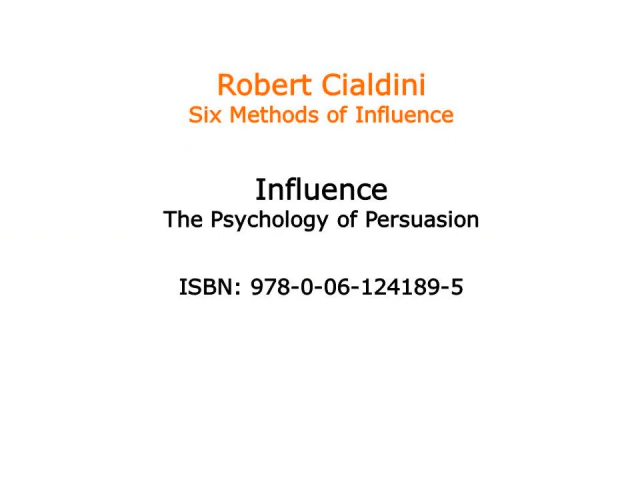 Robert Cialdini
Six Methods of Influence
Influence
The Psychology of Persuasion
ISBN: 978-0-06-124189-5